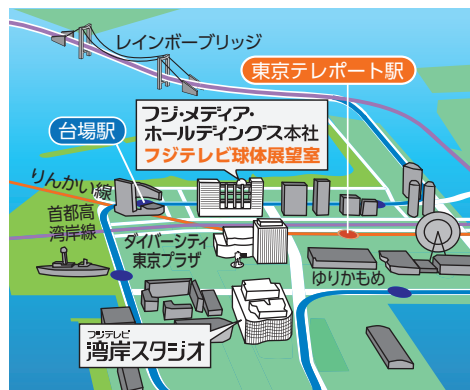 レインボーブリッジ
東京テレポート駅
フジ・メディア・
ホールディングス本社
フジテレビ球体展望室
台場駅
りんかい線
首都高
湾岸線
ダイバーシティ
東京プラザ
ゆりかもめ
フジテレビ
湾岸スタジオ